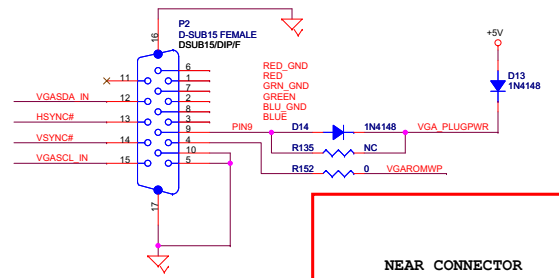 P2
D-SUB15 FEMALE
DSUB15/DIP/F
16
+5V
6
RED_GND
11
1
RED
D13
7
GRN_GND
1N4148
VGASDA_IN
12
2
GREEN
8
BLU_GND
HSYNC#
13
3
BLUE
9
PIN9
D14
1N4148
VGA_PLUGPWR
VSYNC#
14
4
10
R135
NC
VGASCL_IN
15
5
R152
0
VGAROMWP
17
NEAR CONNECTOR